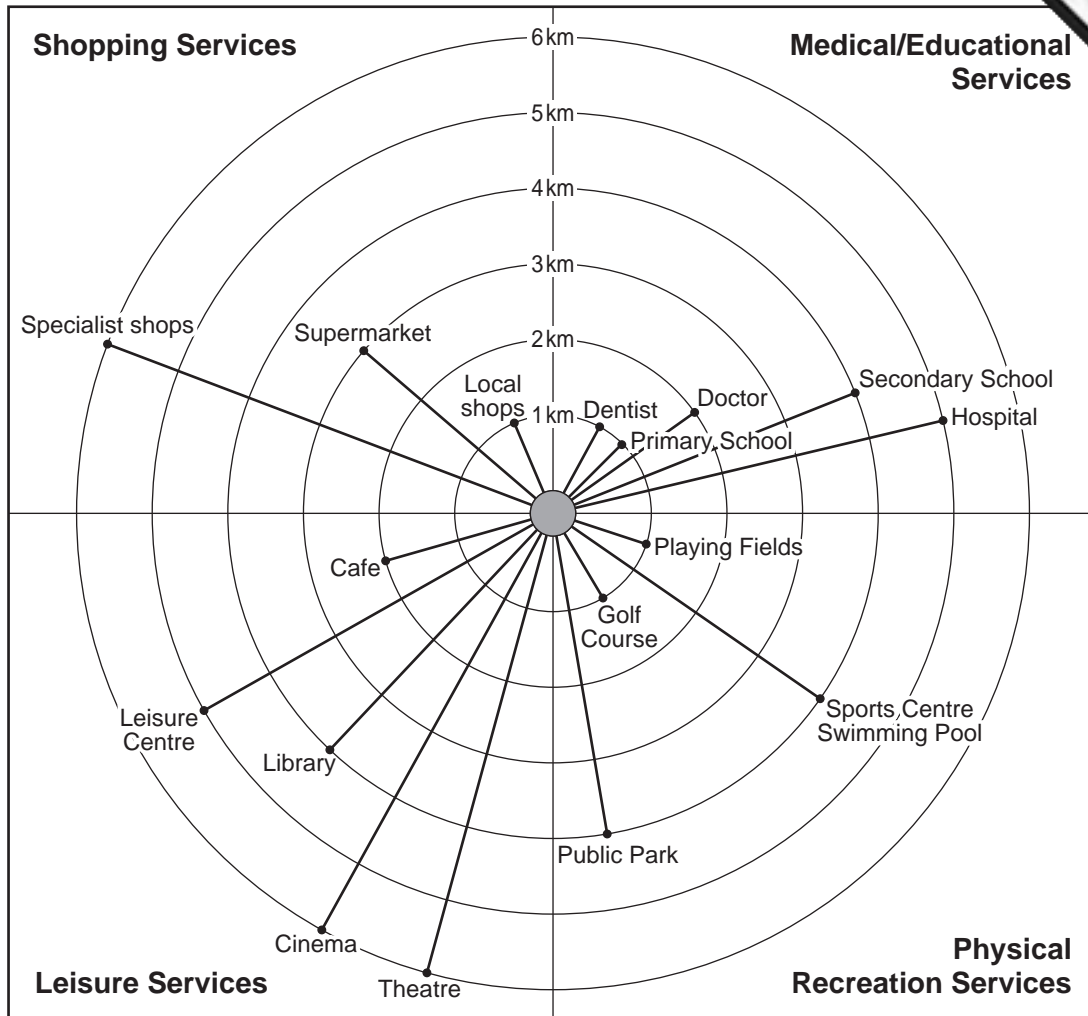 Shopping Services
Medical/Educational
Services
6 km
5 km
4 km
3 km
2 km
1 km
Specialist shops
Supermarket
Local
shops
Dentist
Doctor
Primary School
Secondary School
Hospital
Cafe
Playing Fields
Golf
Course
Leisure
Centre
Library
Sports Centre
Swimming Pool
Public Park
Cinema
Theatre
Leisure Services
Physical
Recreation Services